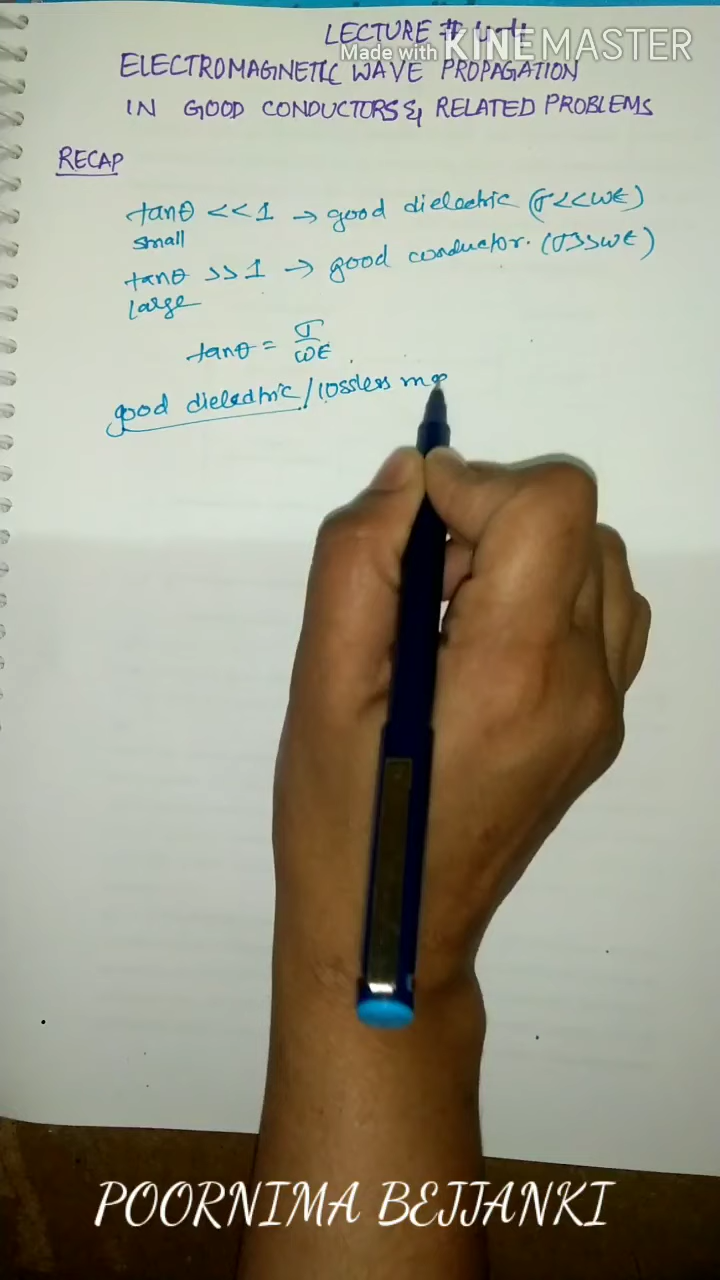 LECTURE #
Made with KINEMASTER
ELECTROMAGNETIC WAVE PROPAGATION
IN GOOD CONDUCTORS & RELATED PROBLEMS
RECAP
tanθ << 1 → good dielectric (σ<<ωε)
small
tanθ >> 1 → good conductor. (σ>>ωε)
large
tanθ = σ/ωε
good dielectric/lossless m
POORNIMA BEJJANKI